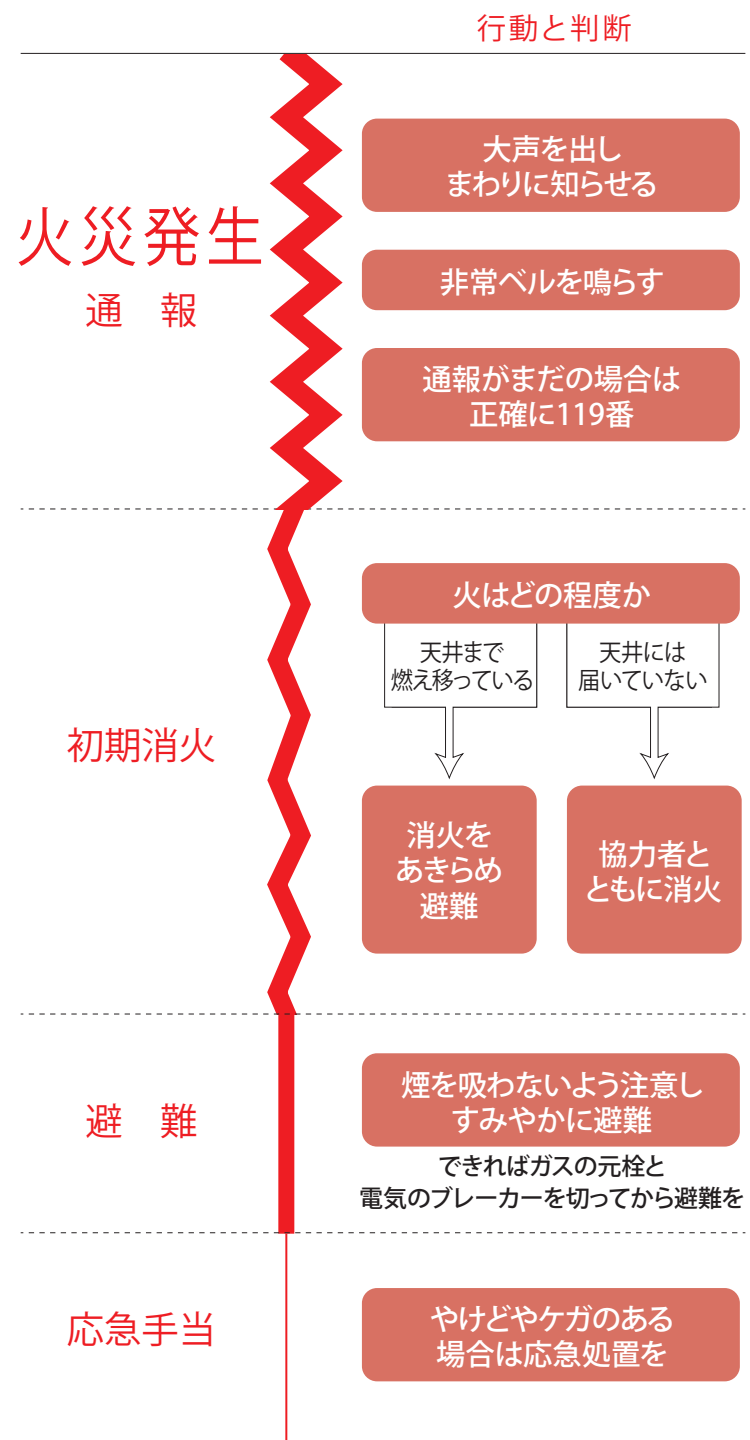 行動と判断
火災発生
通 報
大声を出し
まわりに知らせる
非常ベルを鳴らす
通報がまだの場合は
正確に119番
初期消火
火はどの程度か
天井まで
燃え移っている
天井には
届いていない
消火を
あきらめ
避難
協力者と
ともに消火
避 難
煙を吸わないよう注意し
すみやかに避難
できればガスの元栓と
電気のブレーカーを切ってから避難を
応急手当
やけどやケガのある
場合は応急処置を